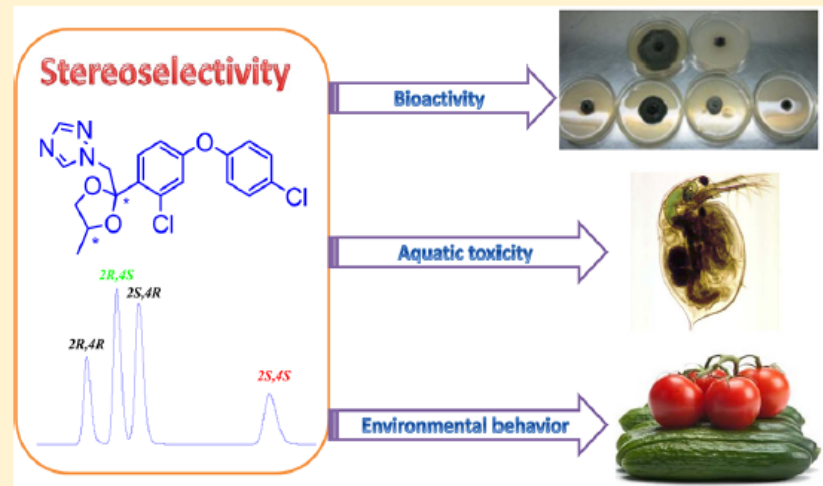 Stereoselectivity
N
N
N
O
O
O
Cl
Cl
*
*
2R,4S
2S,4R
2R,4R
2S,4S
Bioactivity
Aquatic toxicity
Environmental behavior